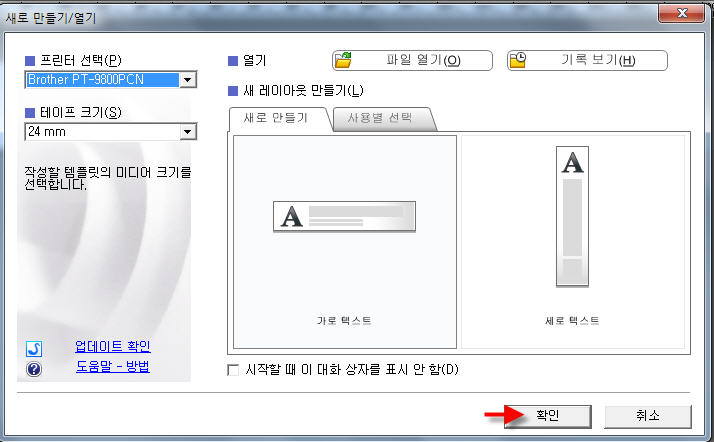 새로 만들기/열기
프린터 선택(P)
Brother PT-9800PCN
테이프 크기(S)
24 mm
작성할 템플릿의 미디어 크기를
선택합니다.
업데이트 확인
도움말 - 방법
열기
파일 열기(O)
기록 보기(H)
새 레이아웃 만들기(L)
새로 만들기
사용별 선택
A
가로 텍스트
A
세로 텍스트
시작할 때 이 대화 상자를 표시 안 함(D)
확인
취소